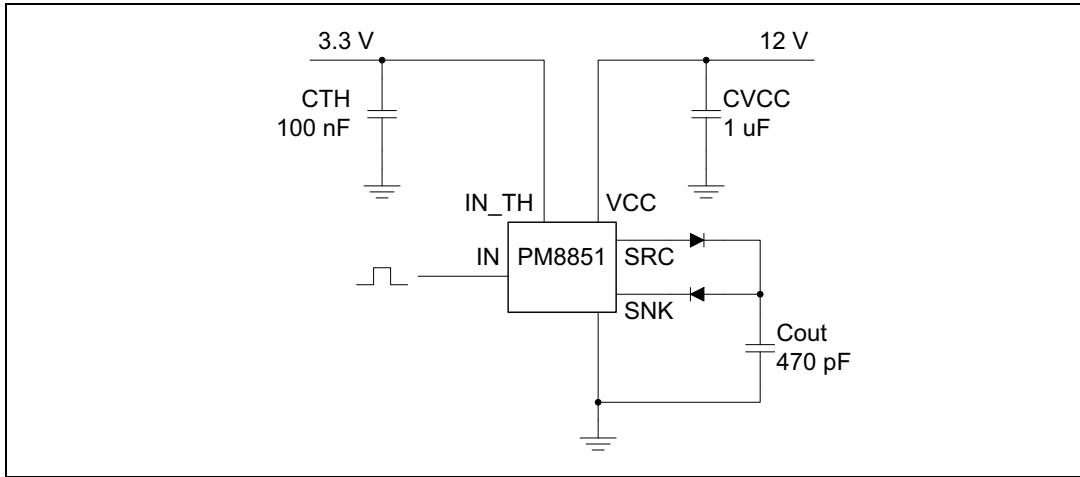 3.3 V
12 V
CTH
100 nF
CVCC
1 uF
IN_TH
VCC
IN
PM8851
SRC
SNK
Cout
470 pF